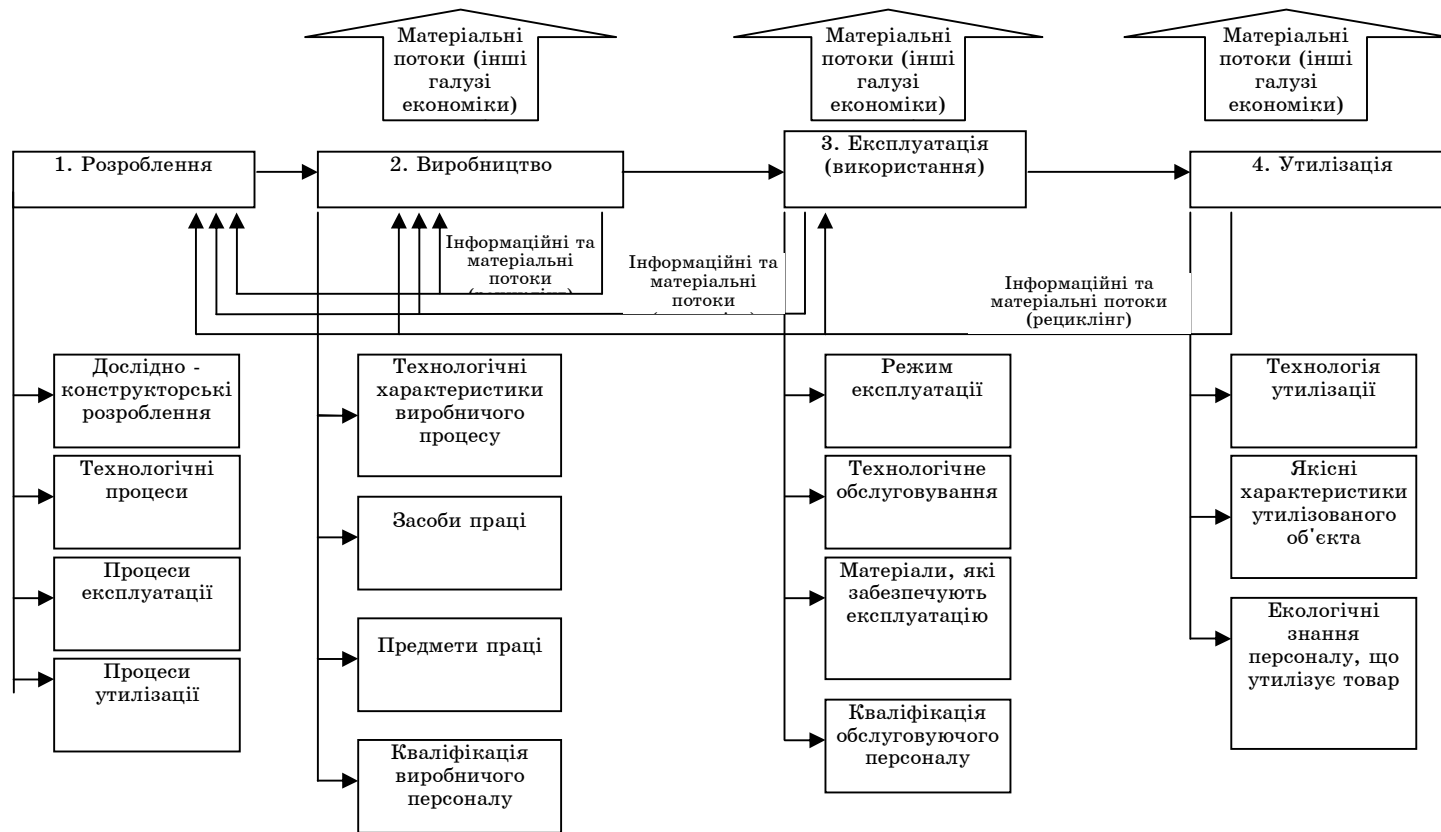 Матеріальні
потоки (інші
галузі
економіки)
Матеріальні
потоки (інші
галузі
економіки)
Матеріальні
потоки (інші
галузі
економіки)
1. Розроблення
2. Виробництво
3. Експлуатація
(використання)
4. Утилізація
Інформаційні та
матеріальні
потоки
Інформаційні та
матеріальні
потоки
Інформаційні та
матеріальні потоки
(рециклінг)
Дослідно -
конструкторські
розроблення
Технологічні
процеси
Процеси
експлуатації
Процеси
утилізації
Технологічні
характеристики
виробничого
процесу
Засоби праці
Предмети праці
Кваліфікація
виробничого
персоналу
Режим
експлуатації
Технологічне
обслуговування
Матеріали, які
забезпечують
експлуатацію
Кваліфікація
обслуговуючого
персоналу
Технологія
утилізації
Якісні
характеристики
утилізованого
об'єкта
Екологічні
знання
персоналу, що
утилізує товар